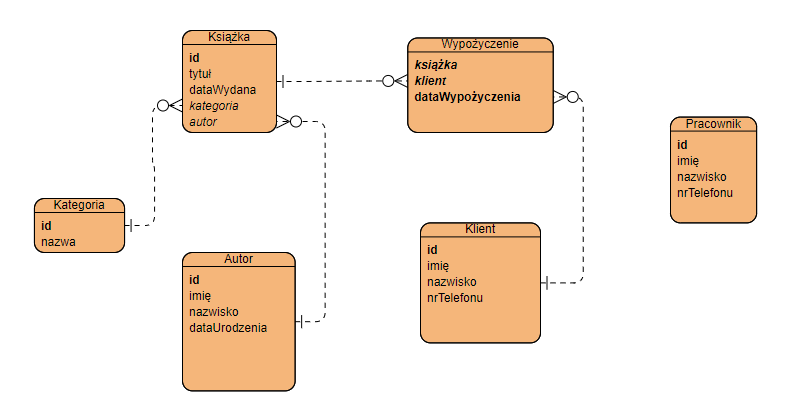 Książka
id
tytuł
dataWydana
kategoria
autor
Wypożyczenie
książka
klient
dataWypożyczenia
Pracownik
id
imię
nazwisko
nrTelefonu
Kategoria
id
nazwa
Autor
id
imię
nazwisko
dataUrodzenia
Klient
id
imię
nazwisko
nrTelefonu